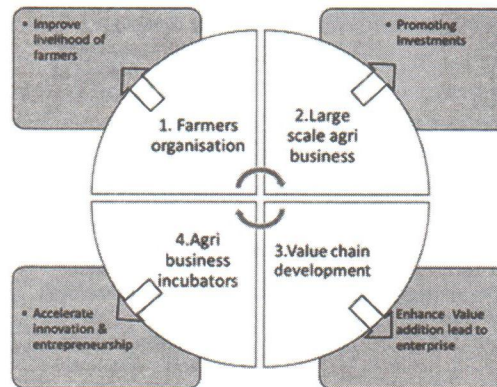 • Improve
livelihood of
farmers
• Promoting
Investments
1. Farmers
organisation
2.Large
scale agri
business
4.Agri
business
incubators
3.Value chain
development
• Accelerate
Innovation &
entrepreneurship
Enhance Value
addition lead to
enterprise